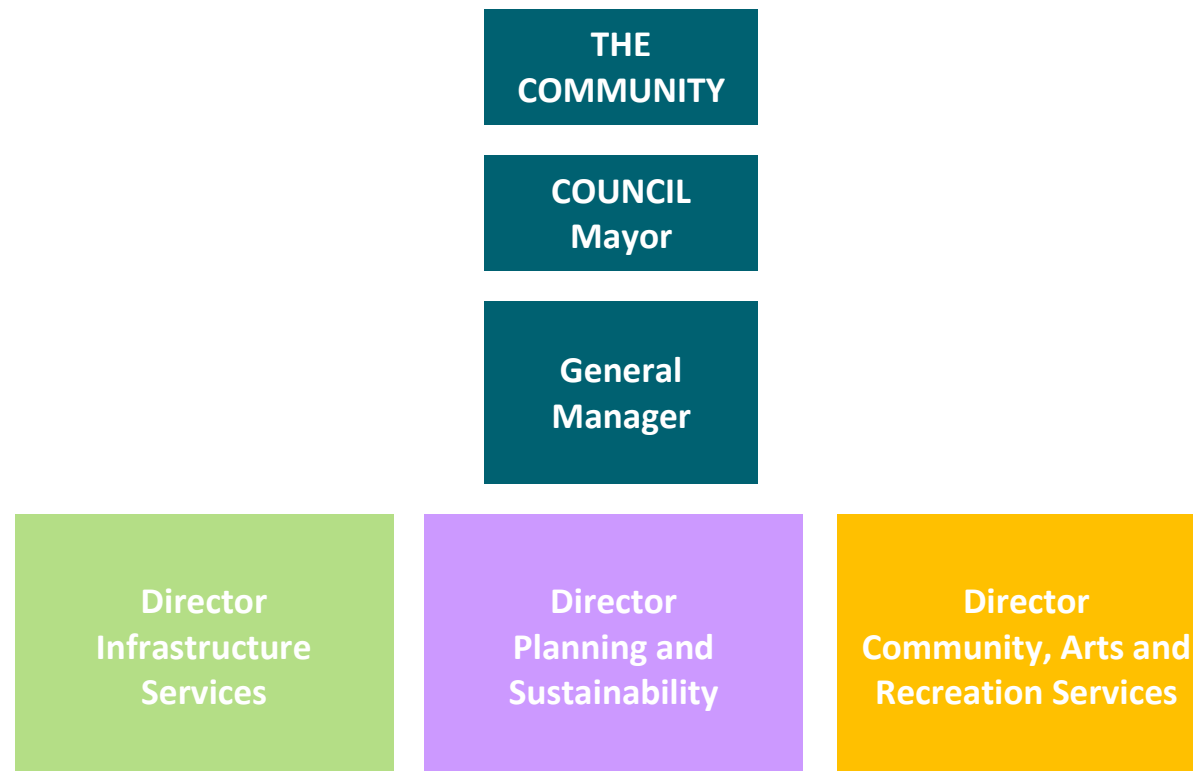 THE
COMMUNITY
COUNCIL
Mayor
General
Manager
Director
Infrastructure
Services
Director
Planning and
Sustainability
Director
Community, Arts and
Recreation Services